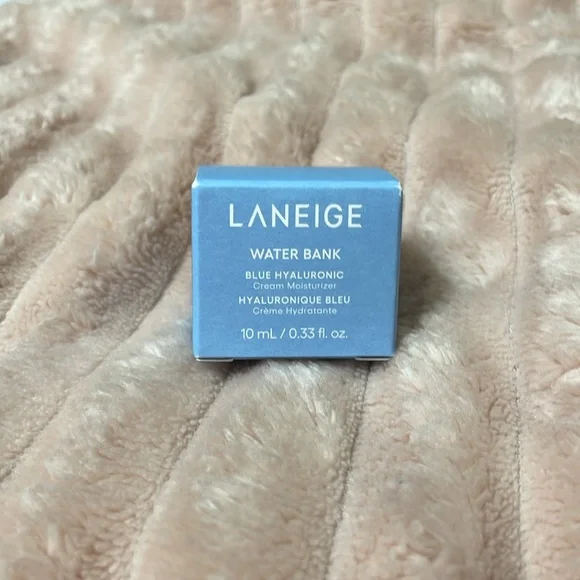 LANEIGE
WATER BANK
BLUE HYALURONIC
Cream Moisturizer
HYALURONIQUE BLEU
Crème Hydratante
10 mL / 0.33 fl. oz.